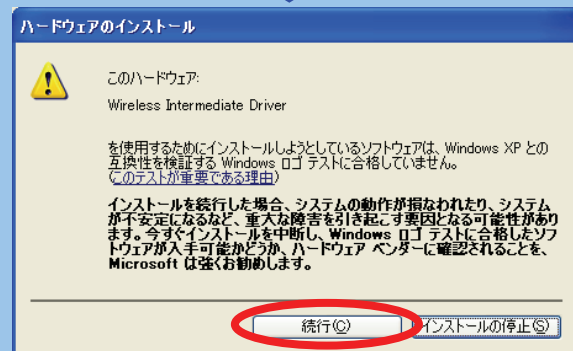 ハードウェアのインストール
このハードウェア:
Wireless Intermediate Driver
を使用するためにインストールしようとしているソフトウェアは、Windows XP との
互換性を検証する Windows ロゴ テストに合格していません。
(このテストが重要である理由)
インストールを続行した場合、システムの動作が損なわれたり、システム
が不安定になるなど、重大な障害を引き起こす要因となる可能性があり
ます。今すぐインストールを中断し、Windows ロゴ テストに合格したソフ
トウェアが入手可能かどうか、ハードウェア ベンダーに確認されることを、
Microsoft は強くお勧めします。
続行(C) インストールの停止(S)